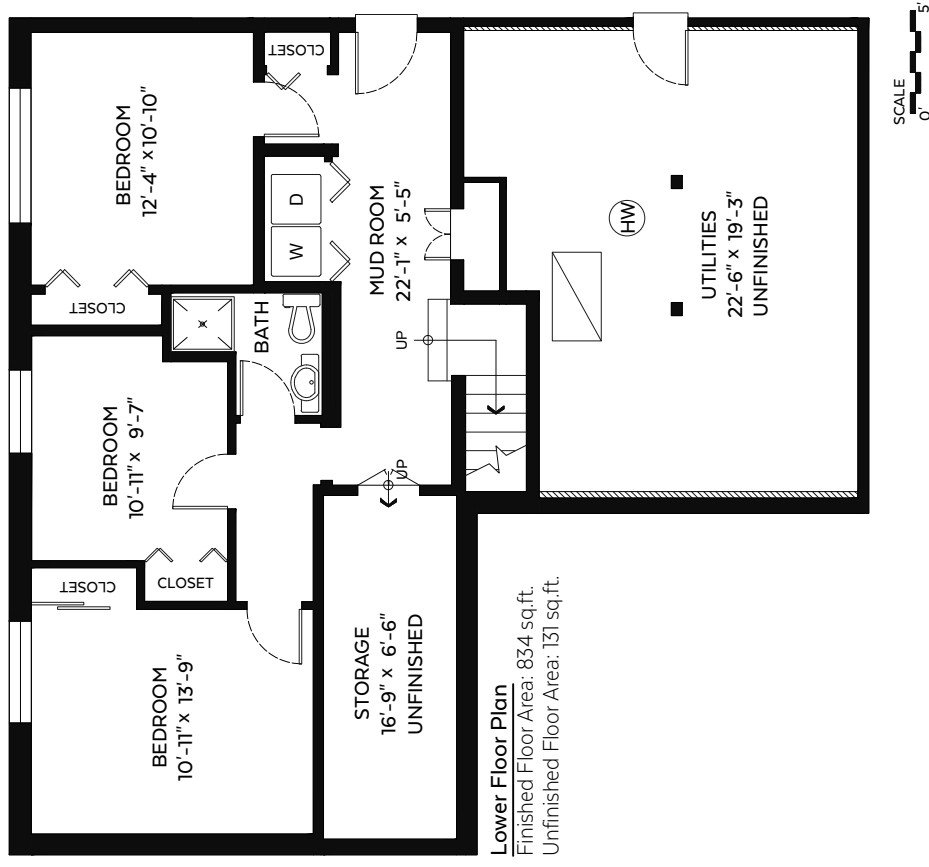 BEDROOM
10'-11" x 13'-9"
CLOSET
CLOSET
BEDROOM
10'-11" x 9'-7"
CLOSET
BEDROOM
12'-4" x 10'-10"
CLOSET
BATH
W
D
MUD ROOM
22'-1" x 5'-5"
UP
UP
STORAGE
16'-9" x 6'-6"
UNFINISHED
HW
UTILITIES
22'-6" x 19'-3"
UNFINISHED
Lower Floor Plan
Finished Floor Area: 834 sq.ft.
Unfinished Floor Area: 131 sq.ft.
SCALE
0' 5'